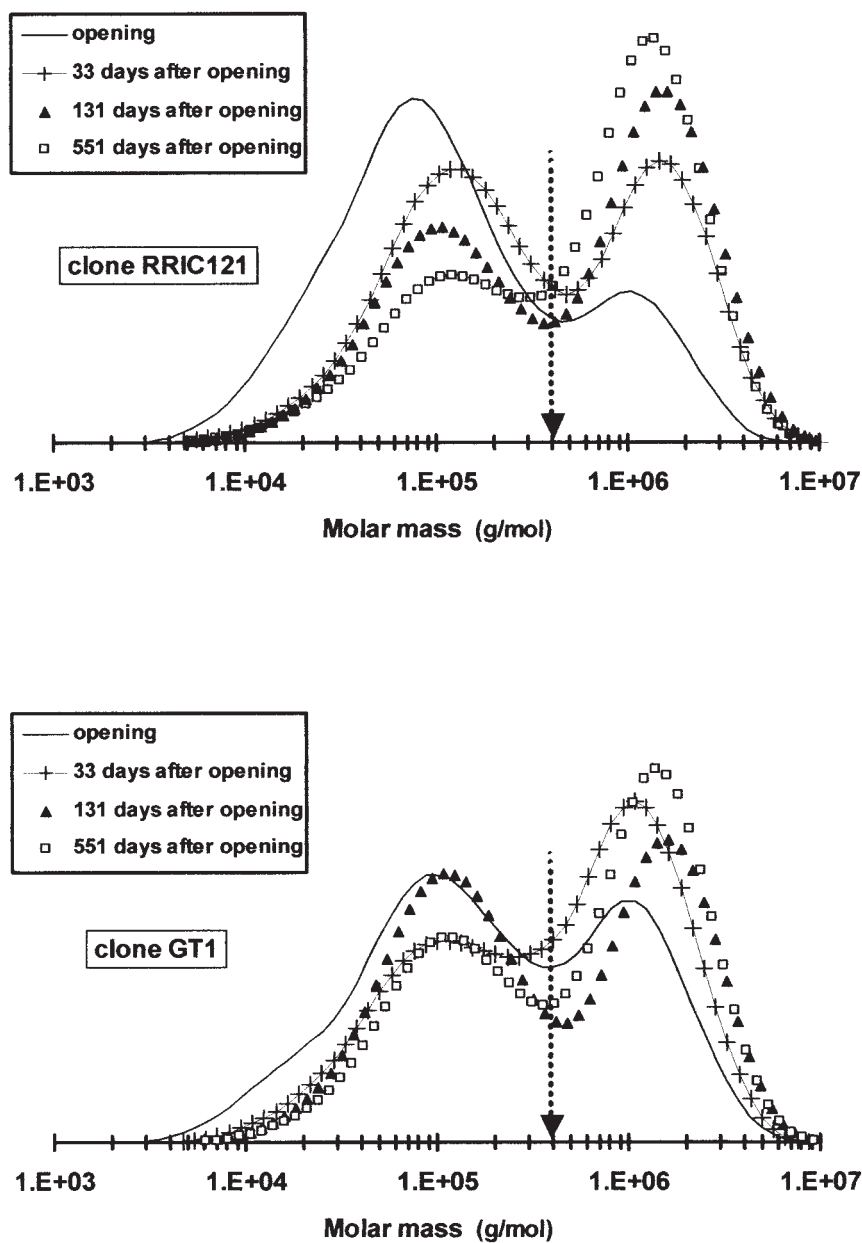 opening
33 days after opening
131 days after opening
551 days after opening
clone RRIC121
1.E+03 1.E+04 1.E+05 1.E+06 1.E+07
Molar mass (g/mol)
opening
33 days after opening
131 days after opening
551 days after opening
clone GT1
1.E+03 1.E+04 1.E+05 1.E+06 1.E+07
Molar mass (g/mol)